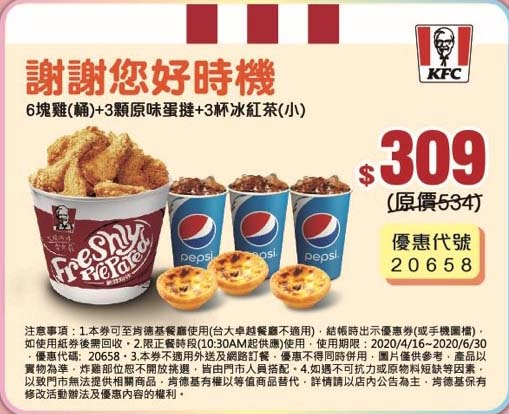 謝謝您好時機
KFC
6塊雞(桶)+3顆原味蛋撻+3杯冰紅茶(小)
$309
(原價534)
優惠代號
20658
Freshly
Prepared
pepsi
pepsi
pepsi
注意事項：1.本券可至肯德基餐廳使用(台大卓越餐廳不適用)，結帳時出示優惠券(或手機圖檔)，
如使用紙券後需回收。2.限正餐時段(10:30AM起供應)使用，使用期限：2020/4/16~2020/6/30
，優惠代碼: 20658。3.本券不適用外送及網路訂餐，優惠不得同時併用，圖片僅供參考，產品以
實物為準，炸雞部位恕不開放挑選，皆由門市人員搭配。4.如遇不可抗力或原物料短缺等因素，
以致門市無法提供相關商品，肯德基有權以等值商品替代，詳情請以店內公告為主，肯德基保有
修改活動辦法及優惠內容的權利。